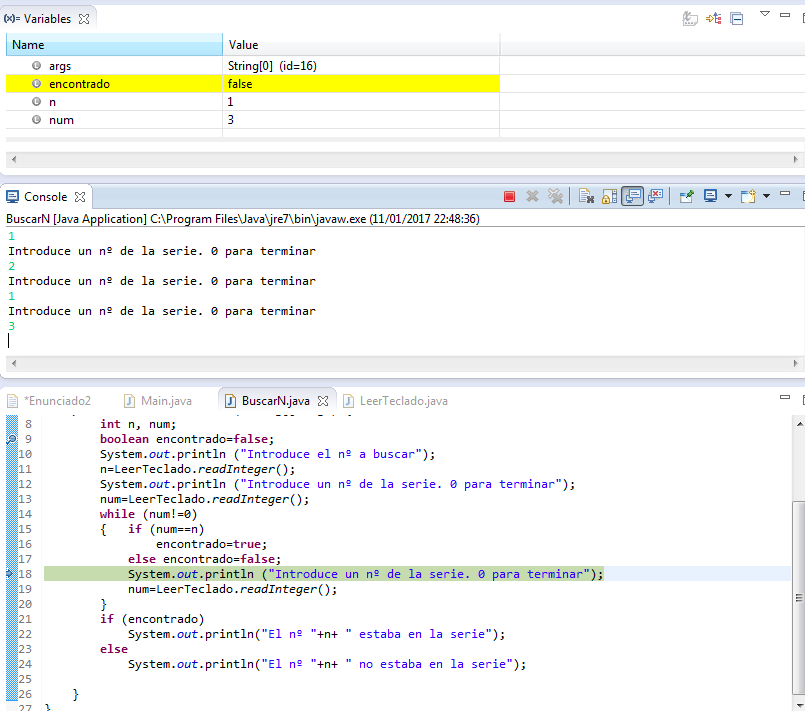 (x)= Variables
Name Value
args String[0] (id=16)
encontrado false
n 1
num 3
Console
BuscarN [Java Application] C:\Program Files\Java\jre7\bin\javaw.exe (11/01/2017 22:48:36)
1
Introduce un nº de la serie. 0 para terminar
2
Introduce un nº de la serie. 0 para terminar
1
Introduce un nº de la serie. 0 para terminar
3
*Enunciado2 Main.java BuscarN.java LeerTeclado.java
8 int n, num;
9 boolean encontrado=false;
10 System.out.println ("Introduce el nº a buscar");
11 n=LeerTeclado.readInteger();
12 System.out.println ("Introduce un nº de la serie. 0 para terminar");
13 num=LeerTeclado.readInteger();
14 while (num!=0)
15 { if (num==n)
16 encontrado=true;
17 else encontrado=false;
18 System.out.println ("Introduce un nº de la serie. 0 para terminar");
19 num=LeerTeclado.readInteger();
20 }
21 if (encontrado)
22 System.out.println("El nº "+n+ " estaba en la serie");
23 else
24 System.out.println("El nº "+n+ " no estaba en la serie");
25
26 }
27 }